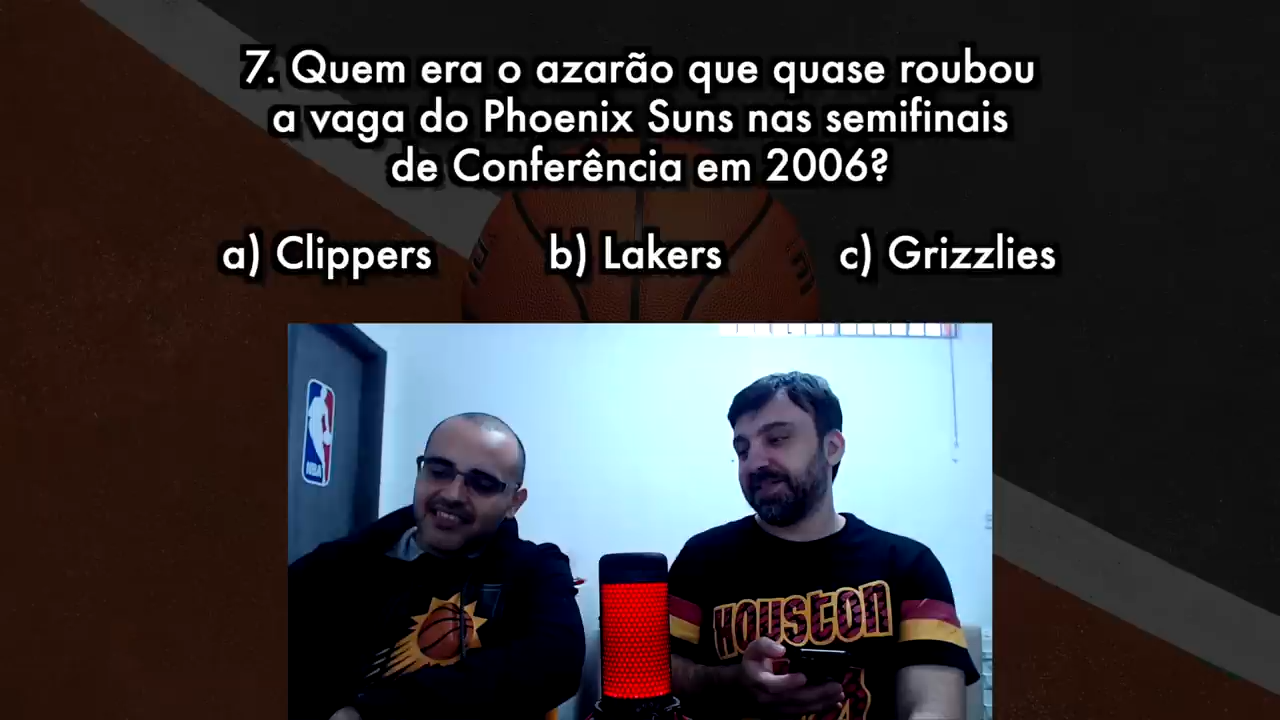 7. Quem era o azarão que quase roubou
a vaga do Phoenix Suns nas semifinais
de Conferência em 2006?
a) Clippers b) Lakers c) Grizzlies
NBA
HOUSTON